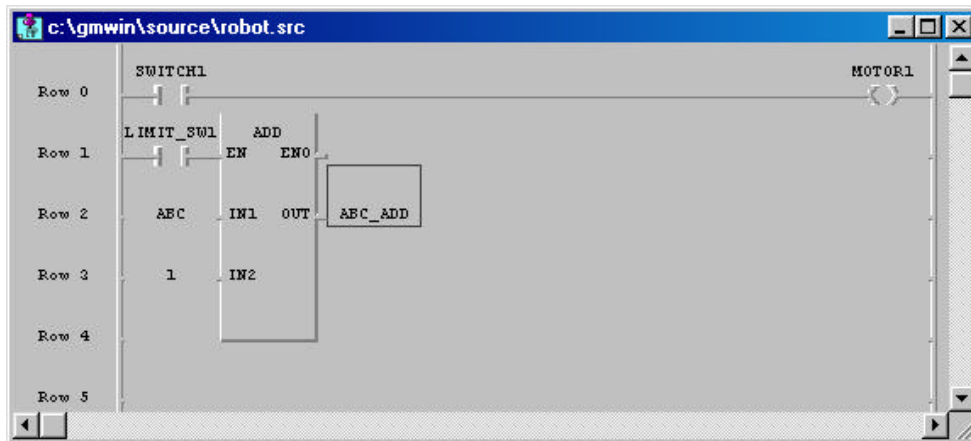 c:\gmwin\source\robot.src
SWITCH1 MOTOR1
Row 0
LIMIT_SW1 ADD
Row 1 EN ENO
Row 2 ABC IN1 OUT ABC_ADD
Row 3 1 IN2
Row 4
Row 5